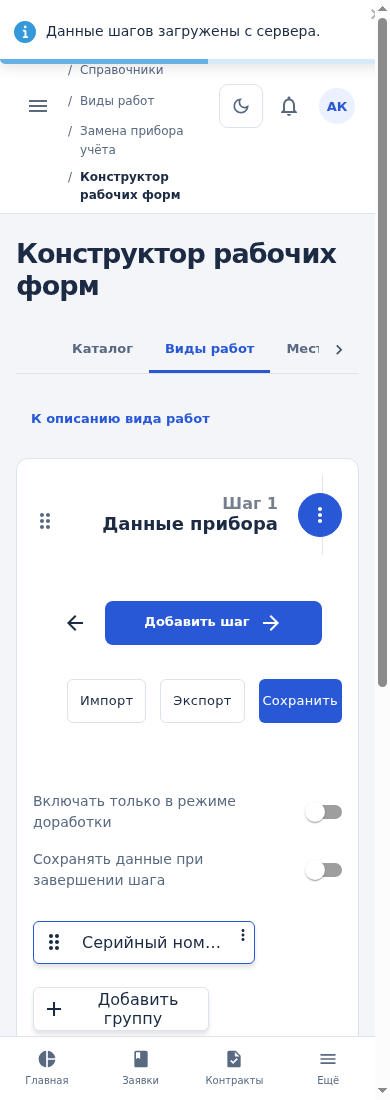 Данные шагов загружены с сервера.
/ Справочники
/ Виды работ
/ Замена прибора
учёта
/ Конструктор
рабочих форм
АК
Конструктор рабочих
форм
Каталог
Виды работ
К описанию вида работ
Шаг 1
Данные прибора
Добавить шаг
Импорт
Экспорт
Сохранить
Включать только в режиме
доработки
Сохранять данные при
завершении шага
Серийный ном...
Добавить
группу
Главная
Заявки
Контракты
Ещё